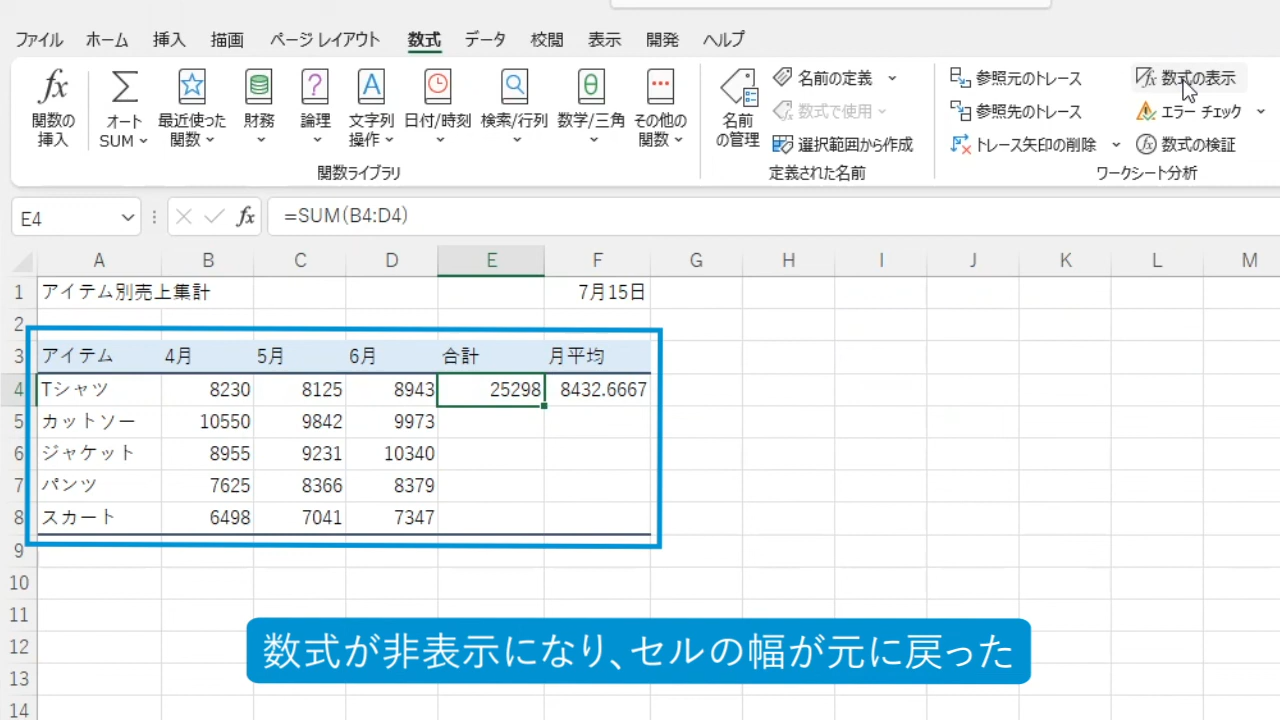 ファイル ホーム 挿入 描画 ページ レイアウト 数式 データ 校閲 表示 開発 ヘルプ
関数の
挿入
オート
SUM
最近使った
関数
財務
論理
文字列
操作
日付/時刻
検索/行列
数学/三角
その他の
関数
関数ライブラリ
名前
の管理
名前の定義
数式で使用
選択範囲から作成
定義された名前
参照元のトレース
参照先のトレース
トレース矢印の削除
数式の表示
エラー チェック
数式の検証
ワークシート分析
E4 fx =SUM(B4:D4)
A B C D E F G H I J K L M
1 アイテム別売上集計 7月15日
2
3 アイテム 4月 5月 6月 合計 月平均
4 Tシャツ 8230 8125 8943 25298 8432.6667
5 カットソー 10550 9842 9973
6 ジャケット 8955 9231 10340
7 パンツ 7625 8366 8379
8 スカート 6498 7041 7347
9
10
11
12
13
14
数式が非表示になり、セルの幅が元に戻った